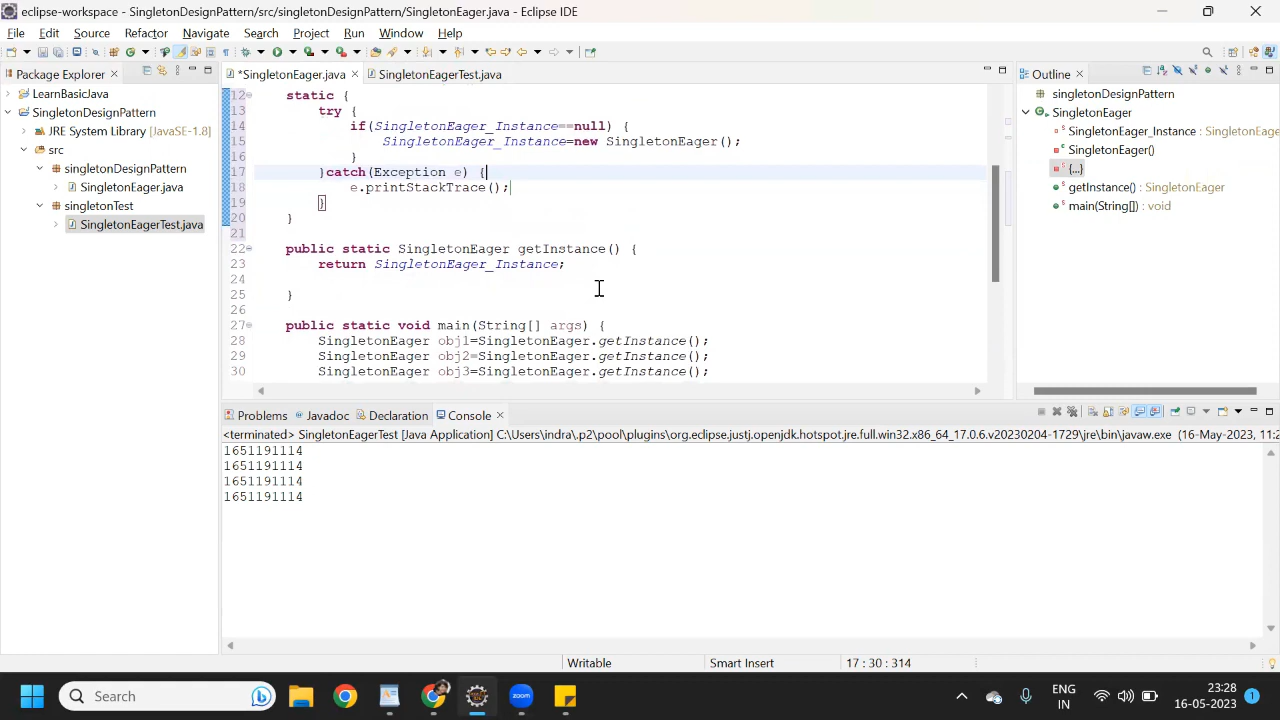 eclipse-workspace - SingletonDesignPattern/src/singletonDesignPattern/SingletonEager.java - Eclipse IDE
File Edit Source Refactor Navigate Search Project Run Window Help
Package Explorer
*SingletonEager.java
SingletonEagerTest.java
Outline
LearnBasicJava
SingletonDesignPattern
JRE System Library [JavaSE-1.8]
src
singletonDesignPattern
SingletonEager.java
singletonTest
SingletonEagerTest.java
12 static {
13 try {
14 if(SingletonEager_Instance==null) {
15 SingletonEager_Instance=new SingletonEager();
16 }
17 }catch(Exception e) {
18 e.printStackTrace();
19 }
20 }
21
22 public static SingletonEager getInstance() {
23 return SingletonEager_Instance;
24
25 }
26
27 public static void main(String[] args) {
28 SingletonEager obj1=SingletonEager.getInstance();
29 SingletonEager obj2=SingletonEager.getInstance();
30 SingletonEager obj3=SingletonEager.getInstance();
singletonDesignPattern
SingletonEager
SingletonEager_Instance : SingletonEage
SingletonEager()
{...}
getInstance() : SingletonEager
main(String[]) : void
Problems Javadoc Declaration Console
<terminated> SingletonEagerTest [Java Application] C:\Users\indra\.p2\pool\plugins\org.eclipse.justj.openjdk.hotspot.jre.full.win32.x86_64_17.0.6.v20230204-1729\jre\bin\javaw.exe (16-May-2023, 11:2
1651191114
1651191114
1651191114
1651191114
Writable Smart Insert 17 : 30 : 314
Search
zoom
ENG
IN
23:28
16-05-2023
1